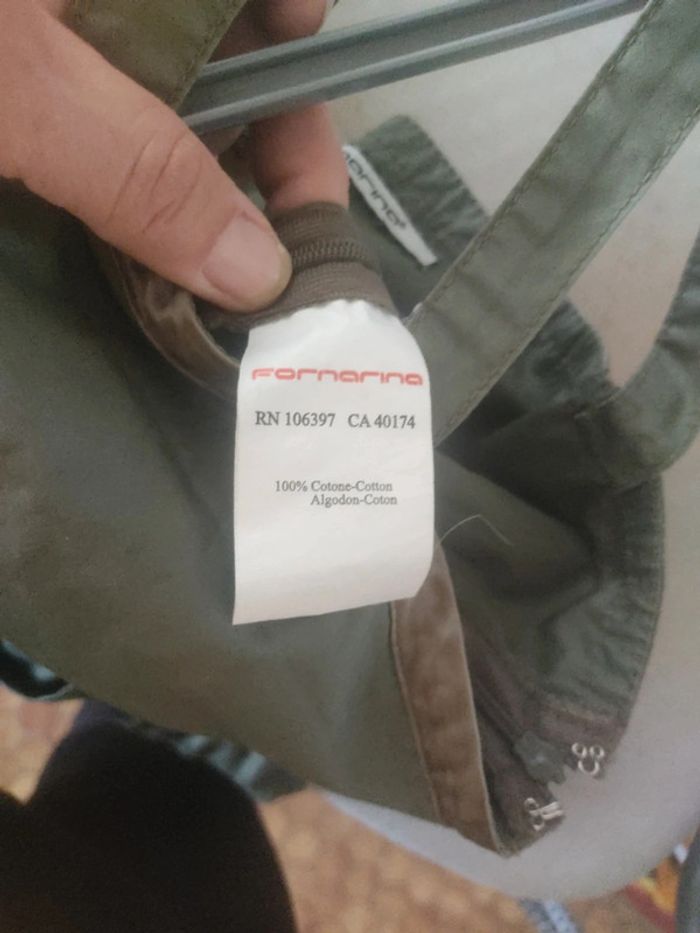 Fornarina
RN 106397 CA 40174
100% Cotone-Cotton
Algodon-Coton